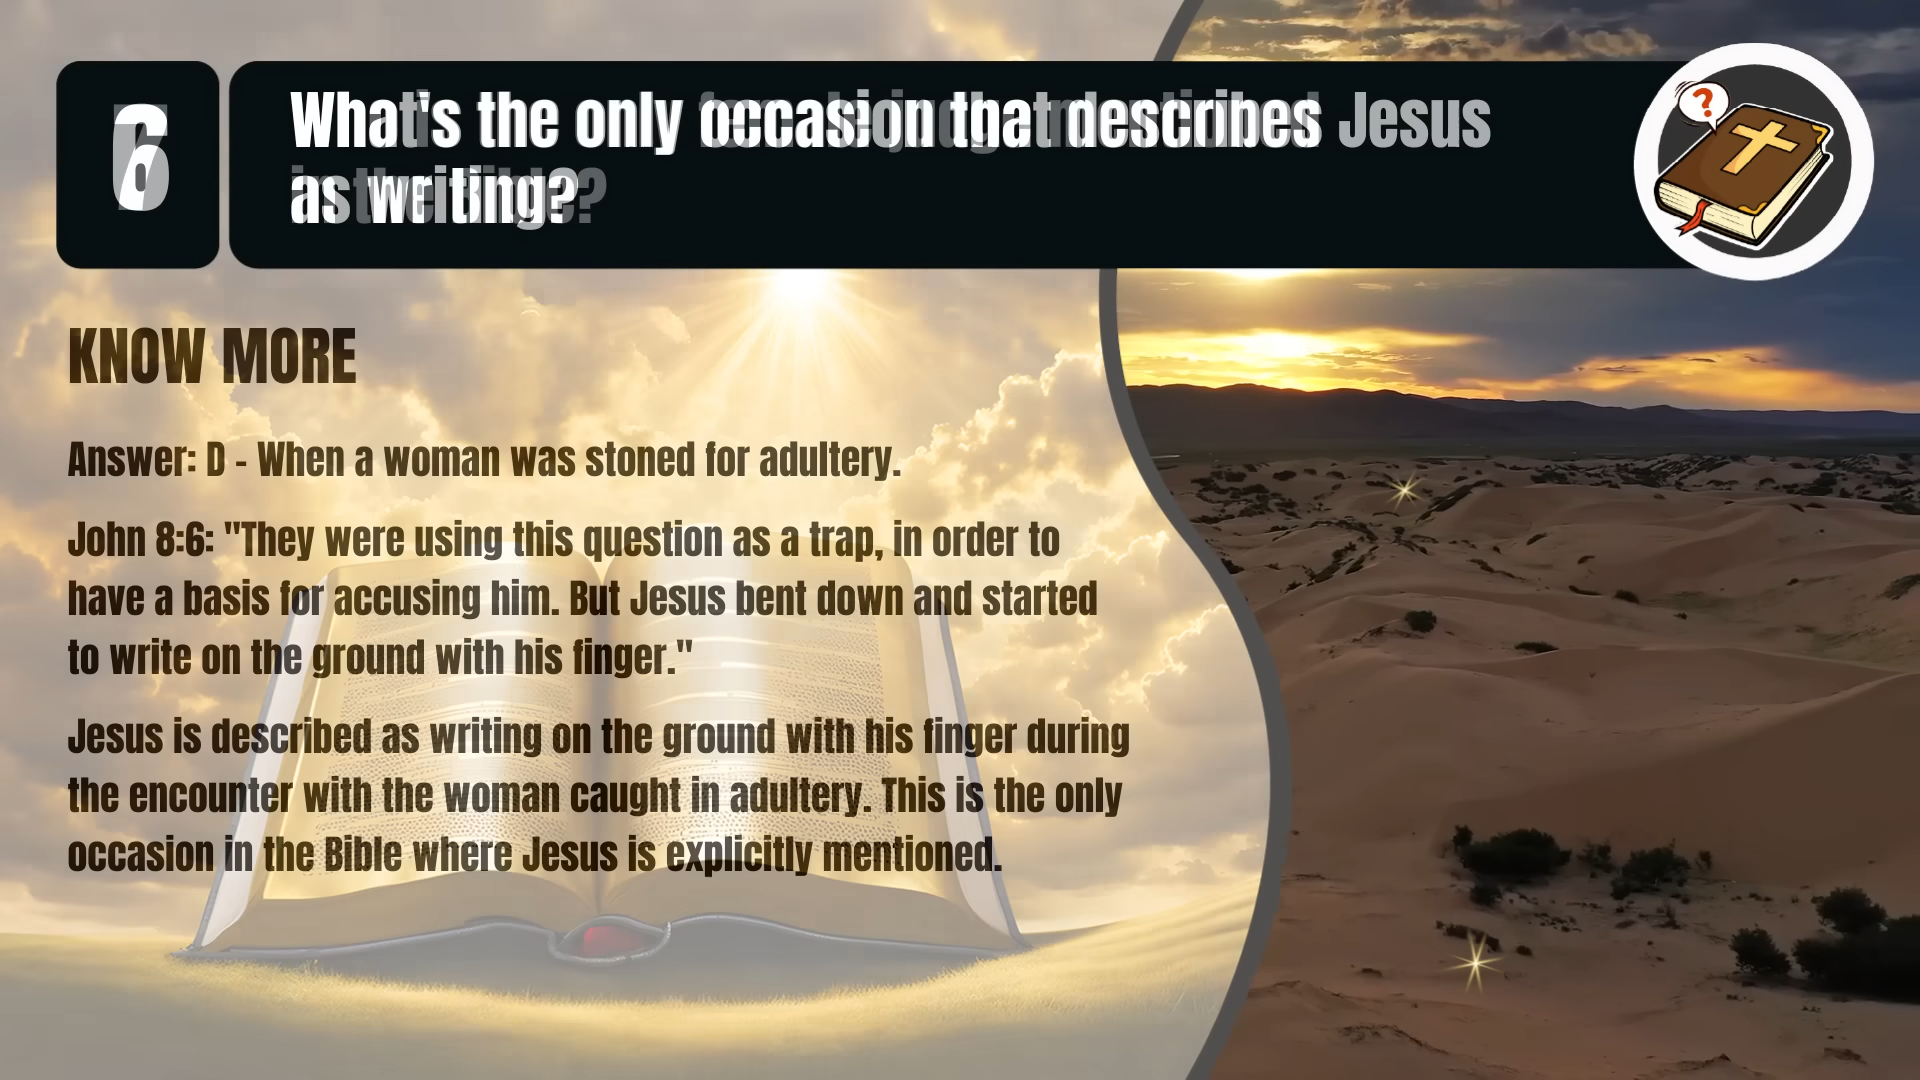 6
What's the only occasion that describes Jesus
as writing?
KNOW MORE
Answer: D - When a woman was stoned for adultery.
John 8:6: "They were using this question as a trap, in order to
have a basis for accusing him. But Jesus bent down and started
to write on the ground with his finger."
Jesus is described as writing on the ground with his finger during
the encounter with the woman caught in adultery. This is the only
occasion in the Bible where Jesus is explicitly mentioned.
?